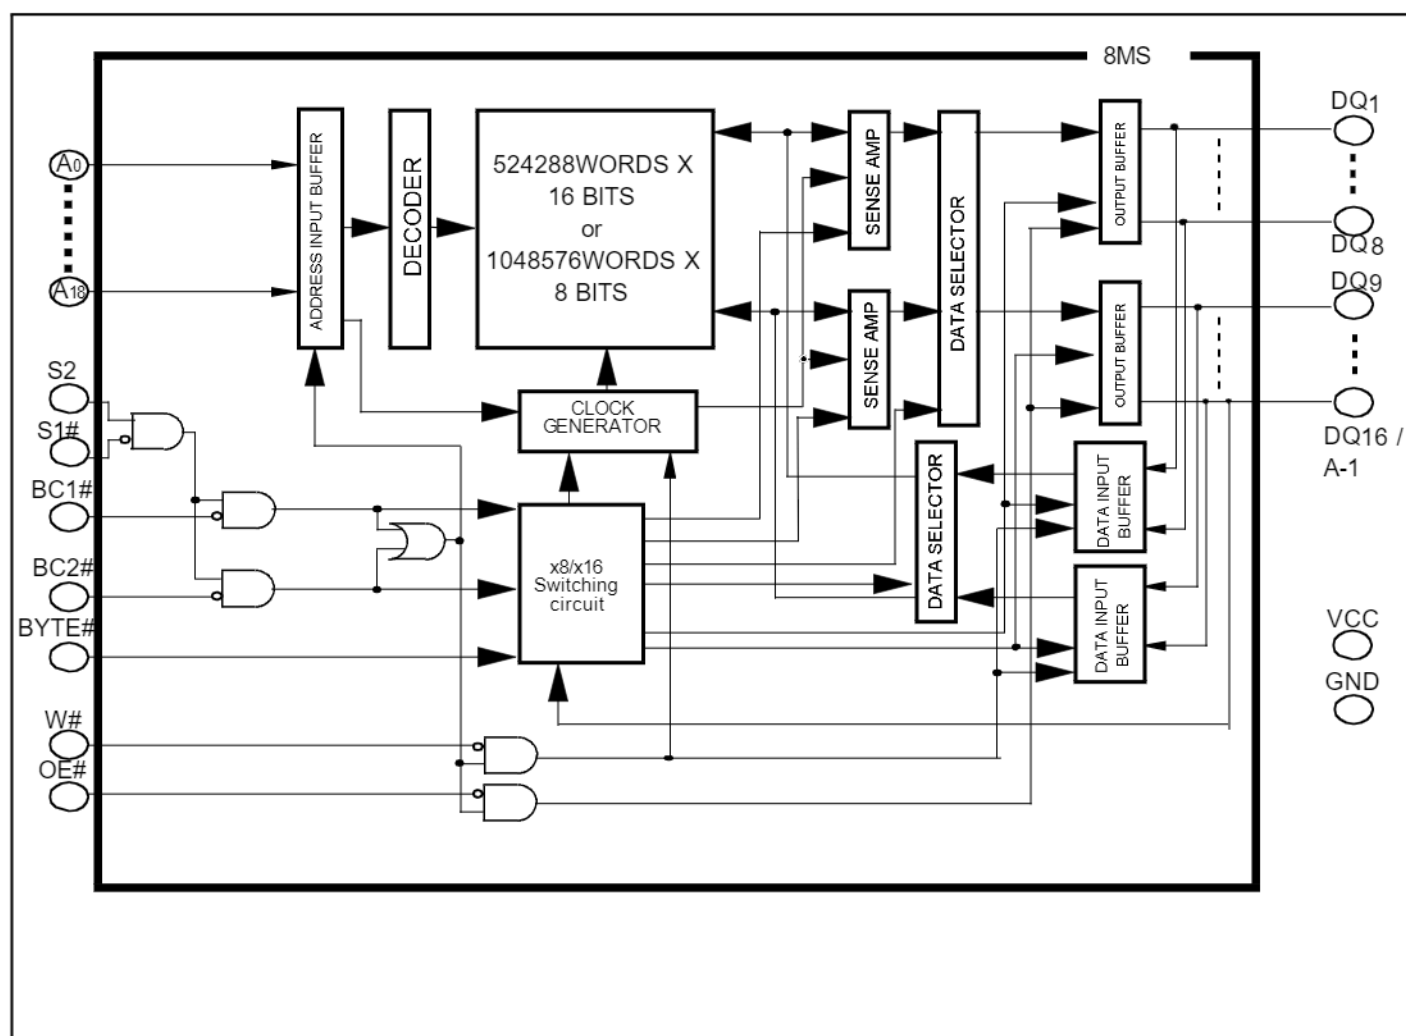 8MS
DQ1
A0
ADDRESS INPUT BUFFER
DECODER
524288WORDS X
16 BITS
or
1048576WORDS X
8 BITS
SENSE AMP
DATA SELECTOR
OUTPUT BUFFER
DQ8
DQ9
A18
SENSE AMP
OUTPUT BUFFER
S2
CLOCK
GENERATOR
S1#
DQ16 /
A-1
BC1#
DATA SELECTOR
DATA INPUT
BUFFER
x8/x16
Switching
circuit
BC2#
DATA INPUT
BUFFER
BYTE#
VCC
GND
W#
OE#